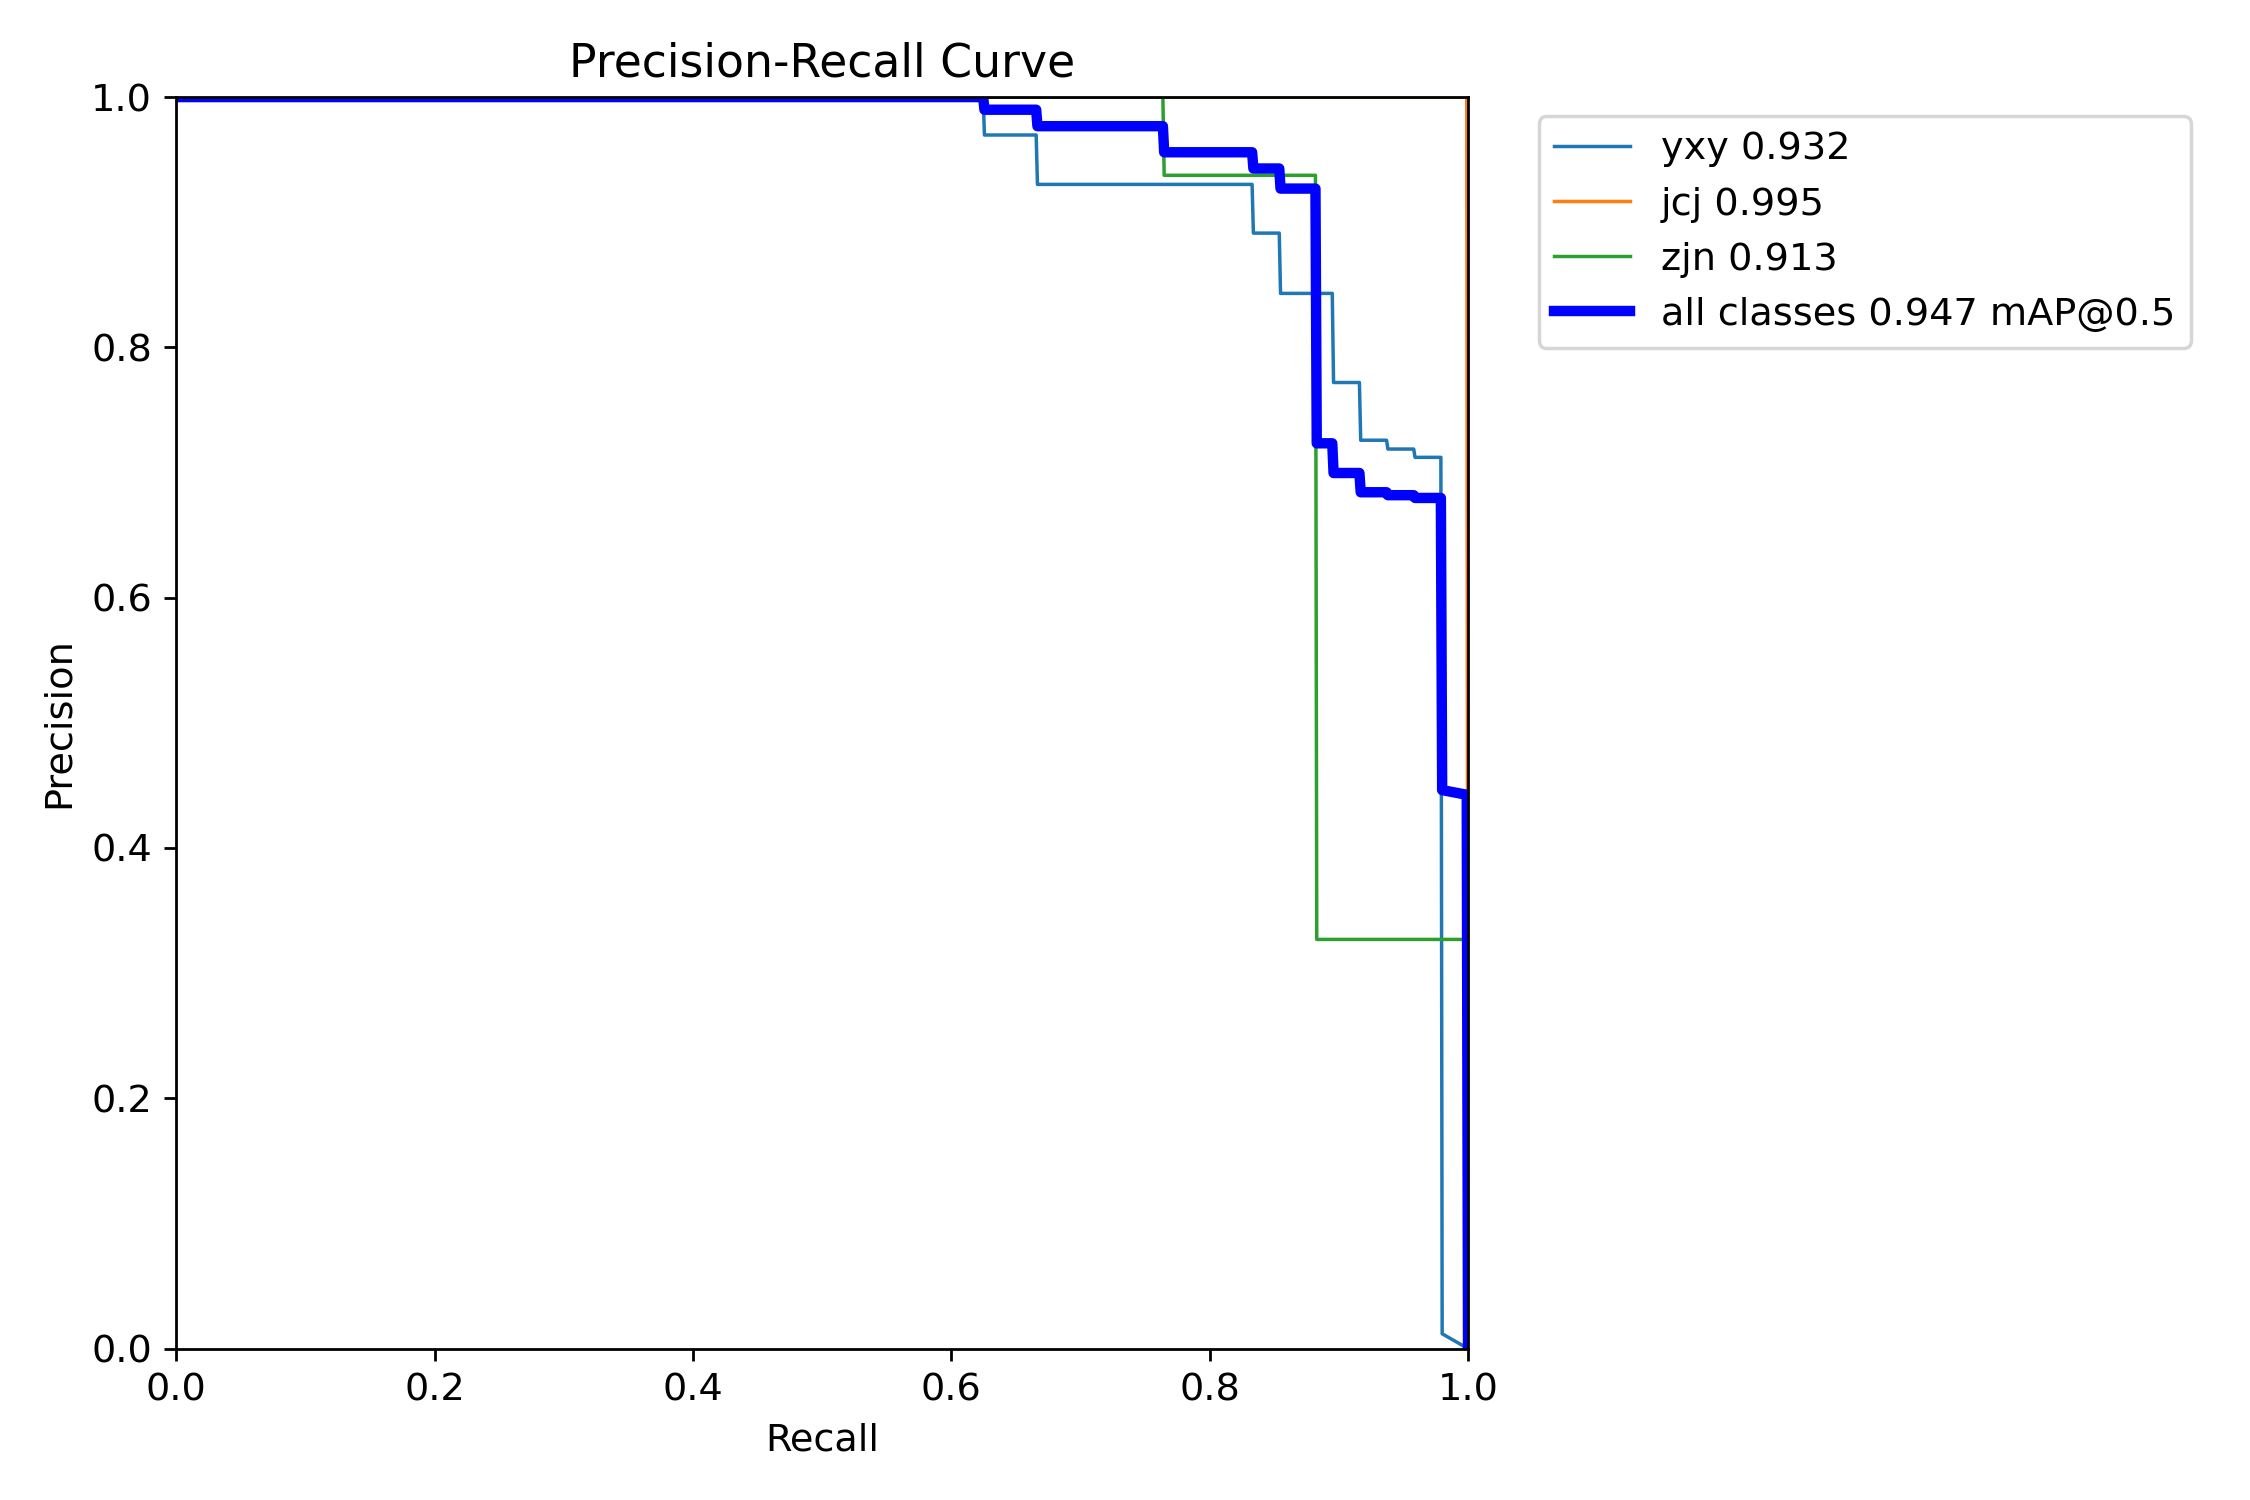 Precision-Recall Curve
1.0
0.8
0.6
0.4
0.2
0.0
Precision
0.0 0.2 0.4 0.6 0.8 1.0
Recall
yxy 0.932
jcj 0.995
zjn 0.913
all classes 0.947 mAP@0.5